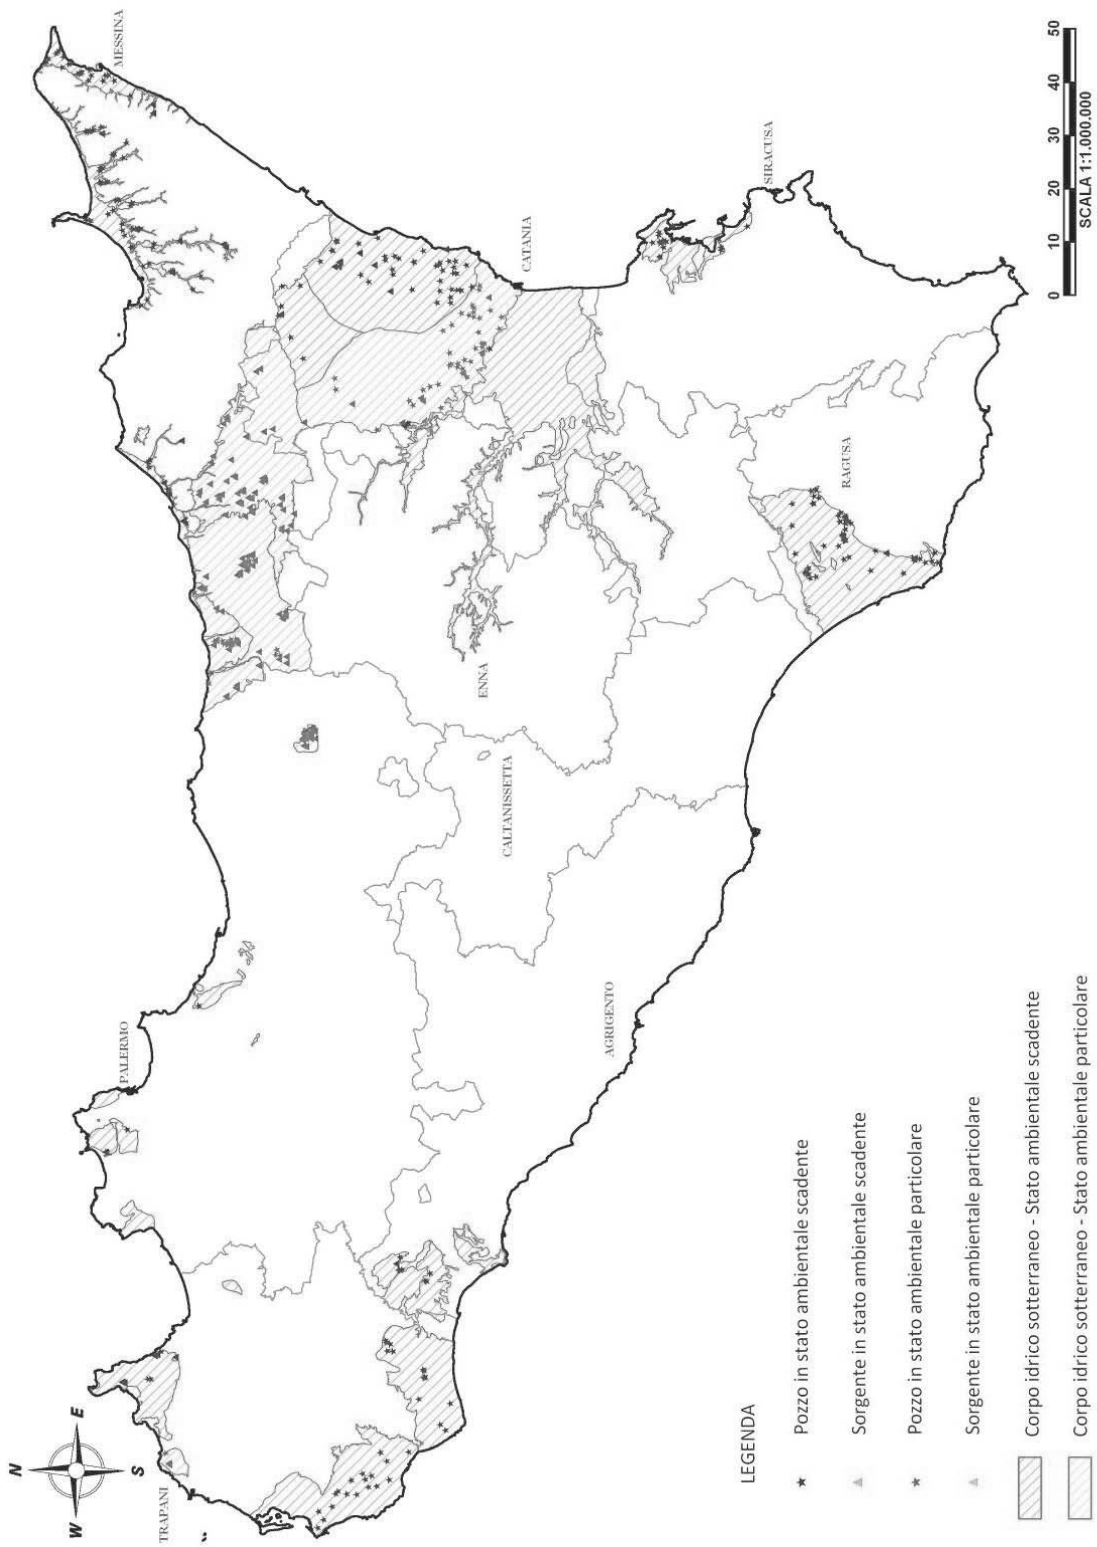 N
W
E
S
TRAPANI
PALERMO
MESSINA
AGRIGENTO
CALTANISSETTA
ENNA
CATANIA
RAGUSA
SIRACUSA
LEGENDA
Pozzo in stato ambientale scadente
Sorgente in stato ambientale scadente
Pozzo in stato ambientale particolare
Sorgente in stato ambientale particolare
Corpo idrico sotterraneo - Stato ambientale scadente
Corpo idrico sotterraneo - Stato ambientale particolare
0 10 20 30 40 50
SCALA 1:1.000.000